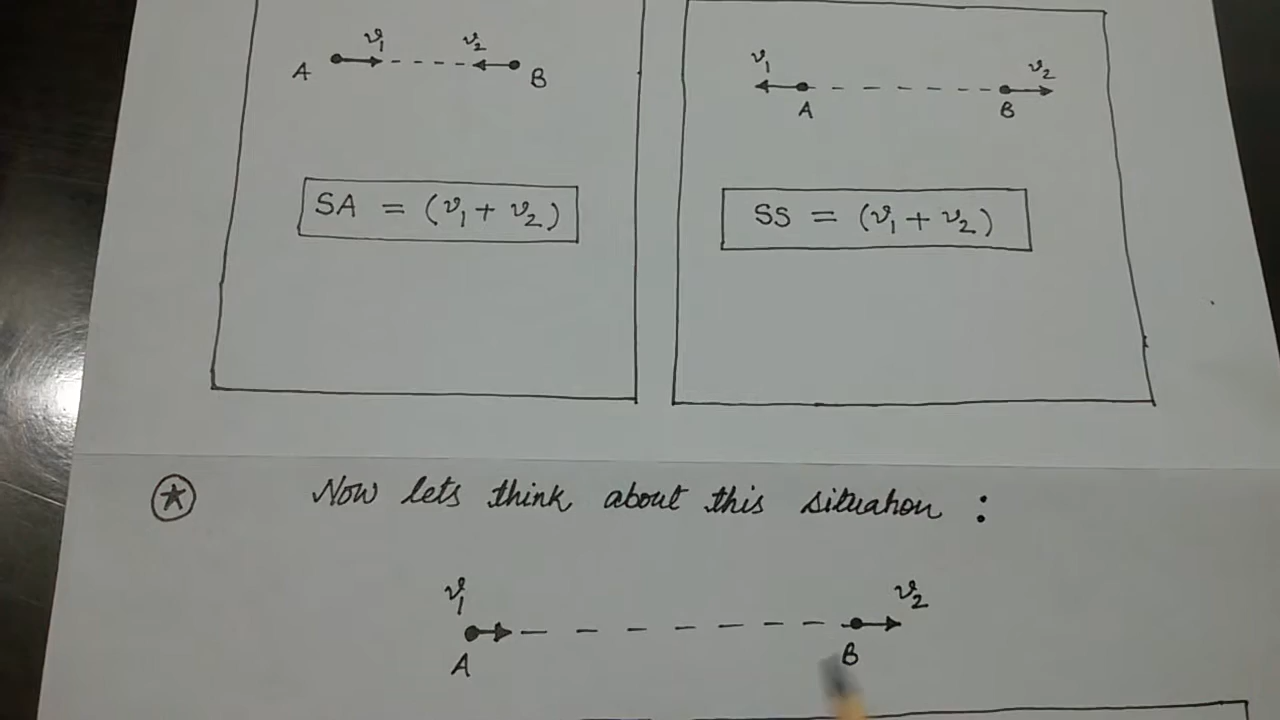 v₁ v₂
A B
SA = (v₁ + v₂)
v₁ v₂
A B
SS = (v₁ + v₂)
* Now lets think about this situation :
v₁ v₂
A B